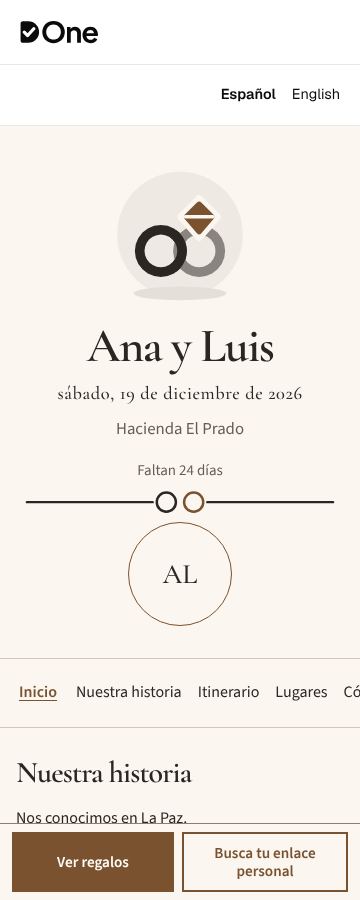 One
Español English
Ana y Luis
sábado, 19 de diciembre de 2026
Hacienda El Prado
Faltan 24 días
AL
Inicio Nuestra historia Itinerario Lugares Có
Nuestra historia
Nos conocimos en La Paz.
Ver regalos
Busca tu enlace
personal